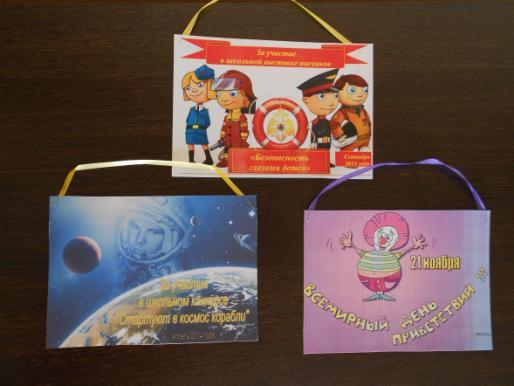 За участие
в школьной выставке рисунков
«Безопасность
глазами детей»
Сентябрь
За участие
в школьном конкурсе
"Стартуют в космос корабли"
21 ноября
ВСЕМИРНЫЙ ДЕНЬ
ПРИВЕТСТВИЙ !!!